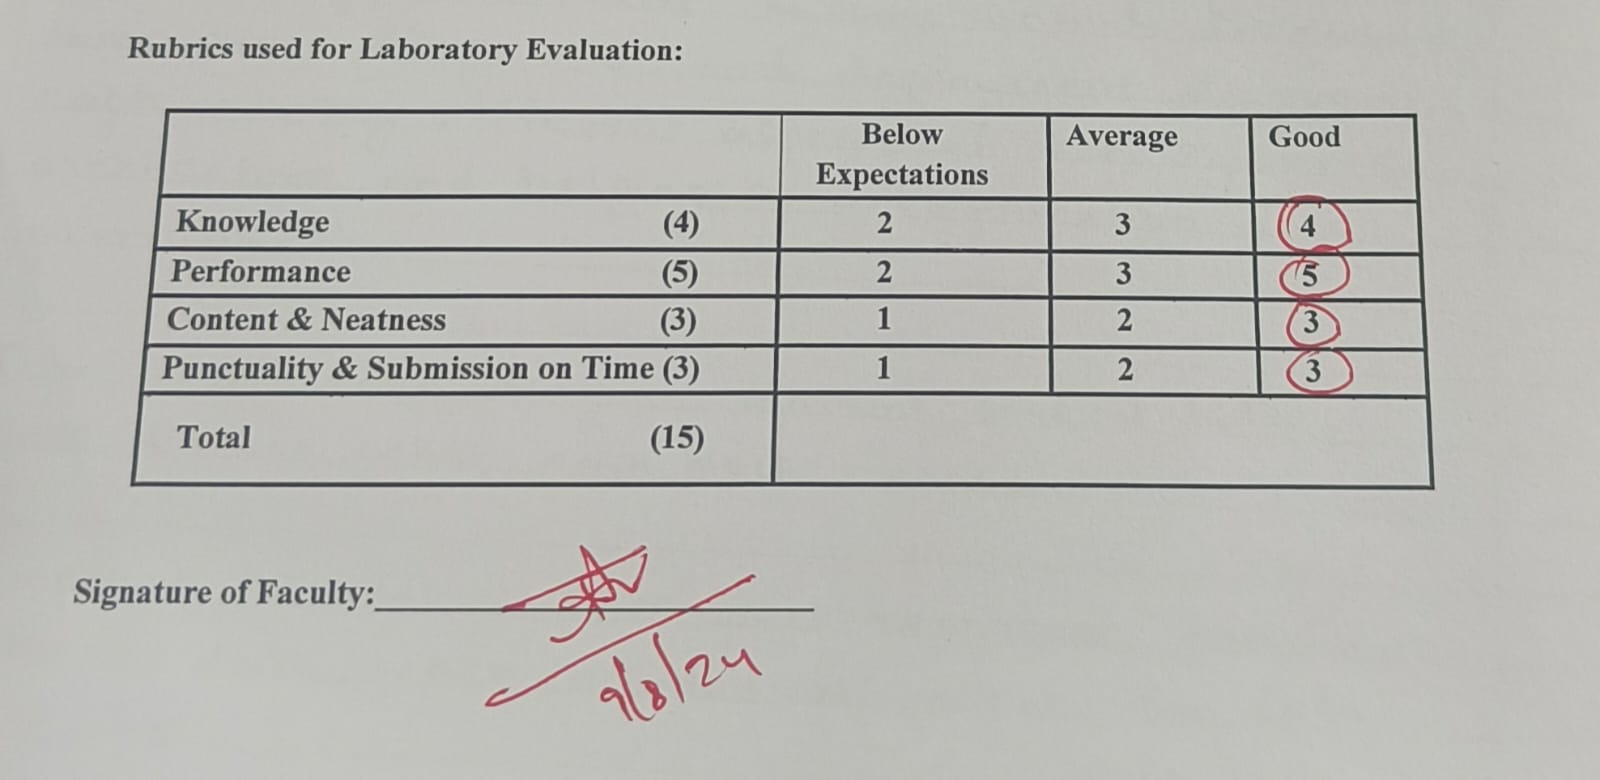 Rubrics used for Laboratory Evaluation:
Below Expectations Average Good
Knowledge (4) 2 3 4
Performance (5) 2 3 5
Content & Neatness (3) 1 2 3
Punctuality & Submission on Time (3) 1 2 3
Total (15)
Signature of Faculty:
9/8/24